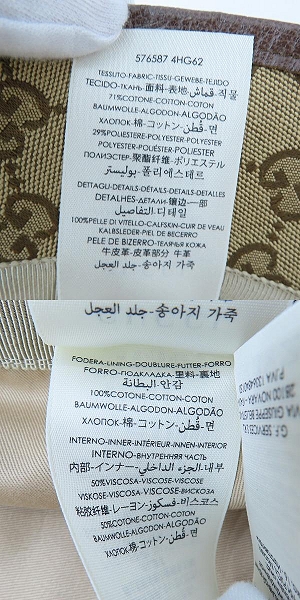 576587 4HG62
TESSUTO-FABRIC-TISSU-GEWEBE-TEJIDO
TECIDO-ТКАНЬ-面料-表地-قماش-직물
71%COTONE-COTTON-COTON
BAUMWOLLE-ALGODON-ALGODÃO
ХЛОПОК-棉-コットン-قُطن-면
29%POLIESTERE-POLYESTER
POLYESTER-POLYESTER-POLIÉSTER
ПОЛИЭСТЕР-聚酯纤维-ポリエステル
폴리에스테르-بوليستر
DETTAGLI-DETAILS-DÉTAILS-DETAILS-DETALLES
DETALHES-ДЕТАЛИ-镶边-一部
디테일-التفاصيل
100%PELLE DI VITELLO-CALFSKIN-CUIR DE VEAU
KALBSLEDER-PIEL DE BECERRO
PELE DE BIZERRO-ТЕЛЯЧЬЯ КОЖА
牛皮革-皮革部分 牛革
송아지 가죽-جلد العجل
송아지 가죽-جلد العجل
FODERA-LINING-DOUBLURE-FUTTER-FORRO
FORRO-ПОДКЛАДКА-里料-裏地
안감-البطانة
100%COTONE-COTTON-COTON
BAUMWOLLE-ALGODON-ALGODÃO
ХЛОПОК-棉-コットン-قُطن-면
INTERNO-INNER-INTÉRIEUR-INNEN-INTERIOR
INTERNO-ВНУТРЕННЯЯ ЧАСТЬ
内部-インナー-الجزء الداخلي-내부
50%VISCOSA-VISCOSE-VISCOSE
VISKOSE-VISCOSA-VISCOSE-ВИСКОЗА
粘胶纤维-レーヨン-فسكوز-비스코스
50%COTONE-COTTON-COTON
BAUMWOLLE-ALGODON-ALGODÃO
ХЛОПОК-棉-コットン-قُطن-면